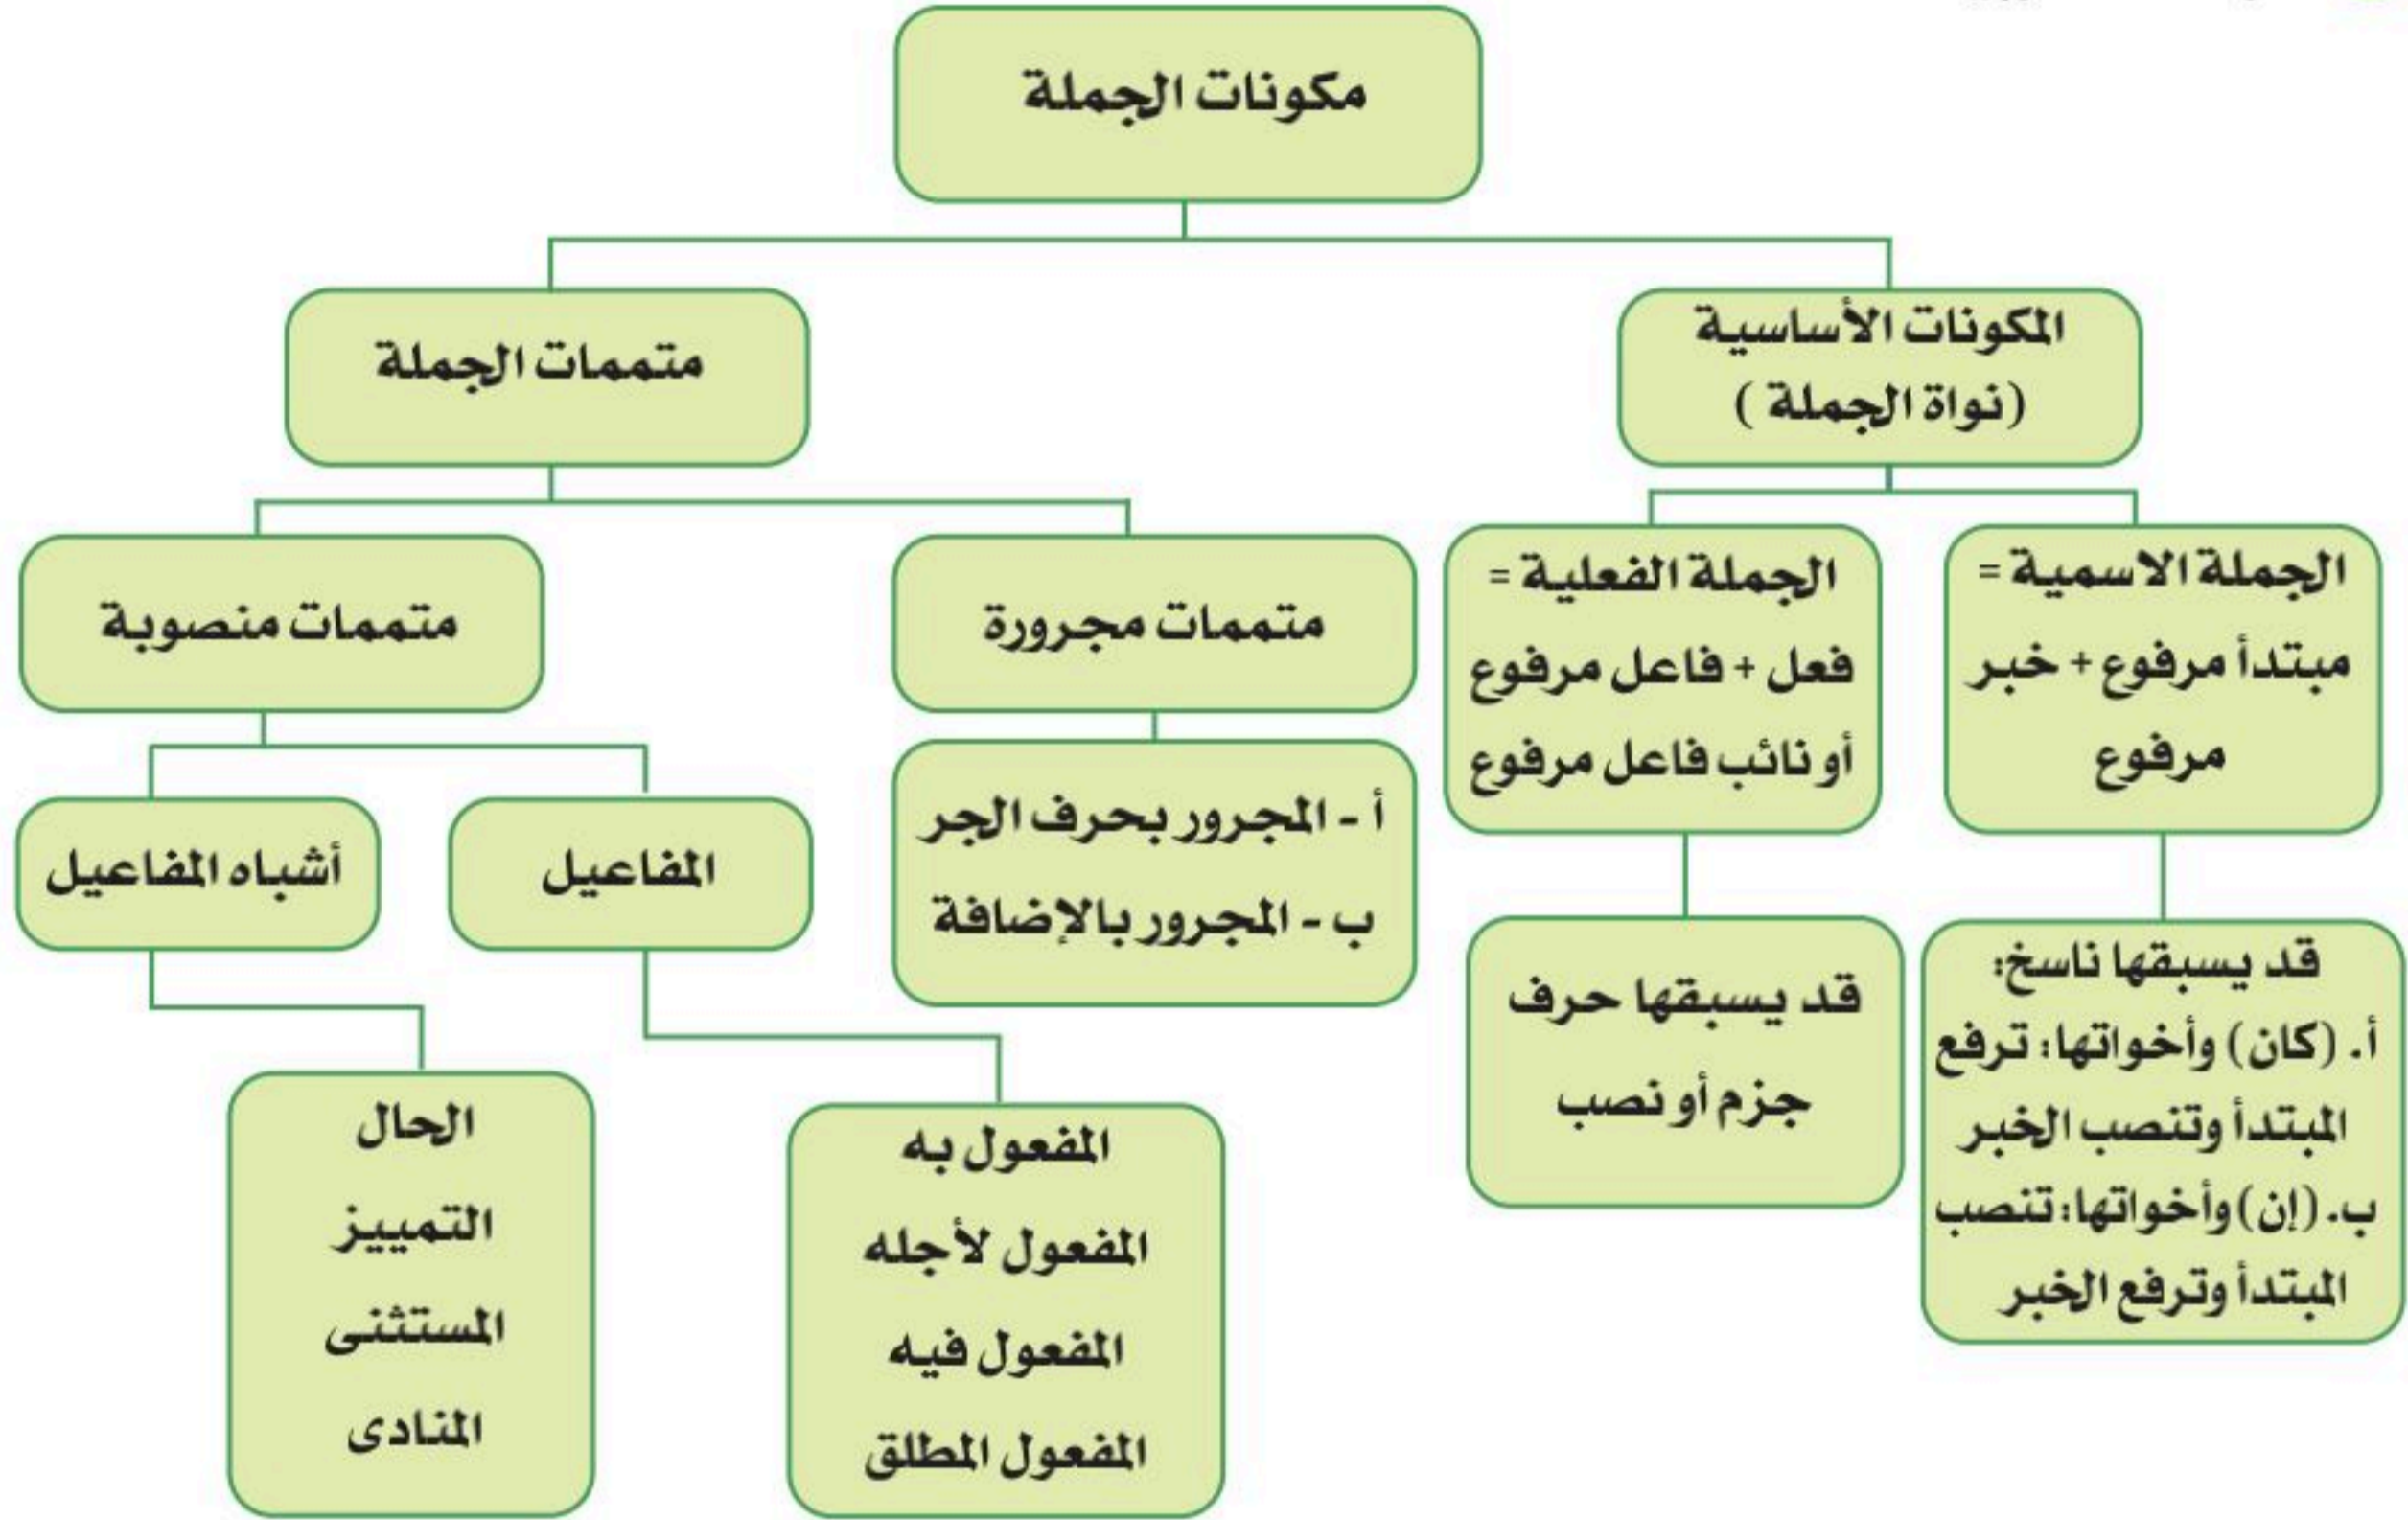 مكونات الجملة
المكونات الأساسية
(نواة الجملة )
متممات الجملة
الجملة الاسمية =
مبتدأ مرفوع + خبر
مرفوع
الجملة الفعلية =
فعل + فاعل مرفوع
أو نائب فاعل مرفوع
متممات مجرورة
متممات منصوبة
قد يسبقها ناسخ:
أ. (كان) وأخواتها: ترفع
المبتدأ وتنصب الخبر
ب. (إن) وأخواتها: تنصب
المبتدأ وترفع الخبر
قد يسبقها حرف
جزم أو نصب
أ - المجرور بحرف الجر
ب - المجرور بالإضافة
المفاعيل
أشباه المفاعيل
المفعول به
المفعول لأجله
المفعول فيه
المفعول المطلق
الحال
التمييز
المستثنى
المنادى